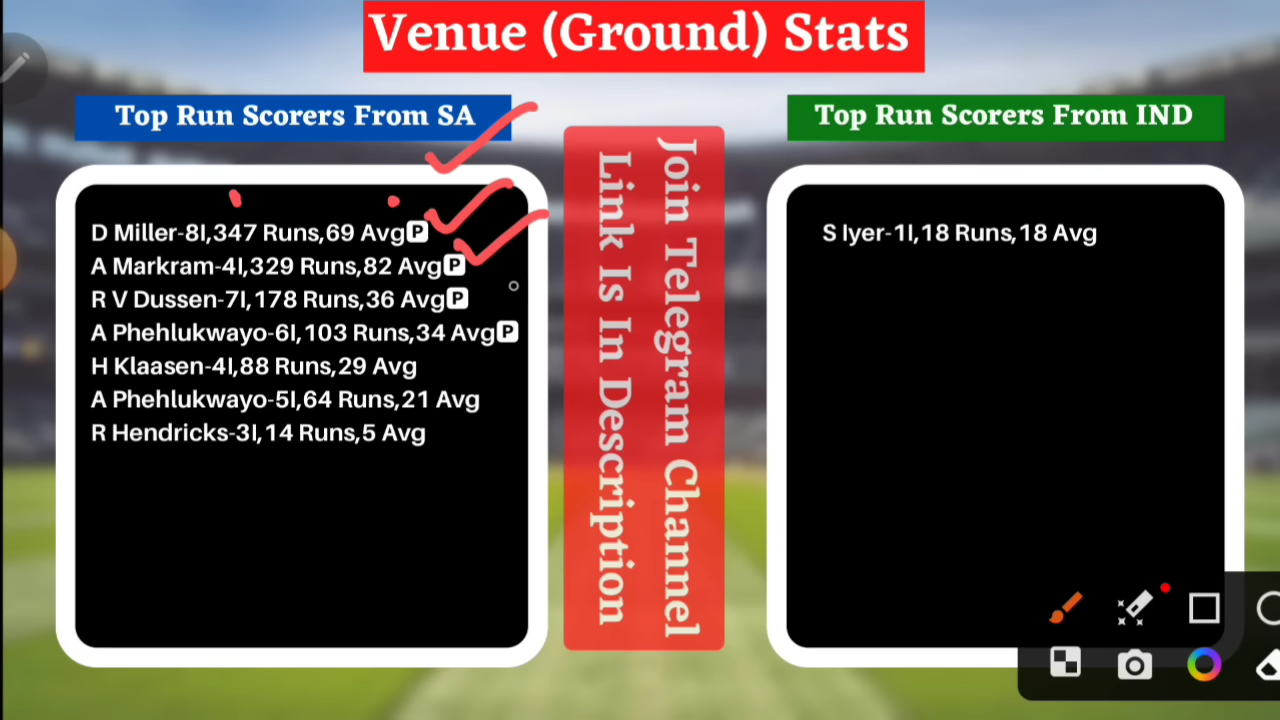 Venue (Ground) Stats
Top Run Scorers From SA
D Miller-8I,347 Runs,69 Avg🅿
A Markram-4I,329 Runs,82 Avg🅿
R V Dussen-7I,178 Runs,36 Avg🅿
A Phehlukwayo-6I,103 Runs,34 Avg🅿
H Klaasen-4I,88 Runs,29 Avg
A Phehlukwayo-5I,64 Runs,21 Avg
R Hendricks-3I,14 Runs,5 Avg
Join Telegram Channel
Link Is In Description
Top Run Scorers From IND
S Iyer-1I,18 Runs,18 Avg